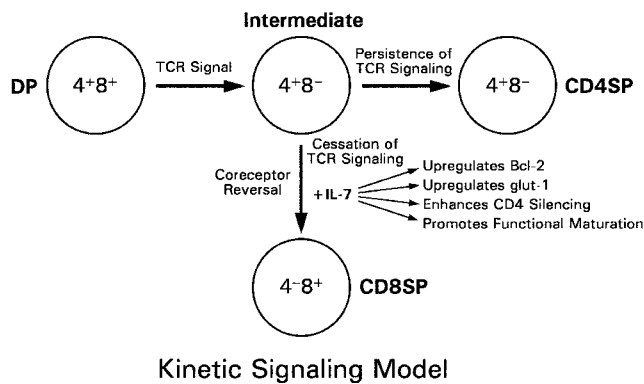 Intermediate
DP
4⁺8⁺
TCR Signal
4⁺8⁻
Persistence of
TCR Signaling
4⁺8⁻
CD4SP
Coreceptor
Reversal
Cessation of
TCR Signaling
+IL-7
Upregulates Bcl-2
Upregulates glut-1
Enhances CD4 Silencing
Promotes Functional Maturation
4⁻8⁺
CD8SP
Kinetic Signaling Model